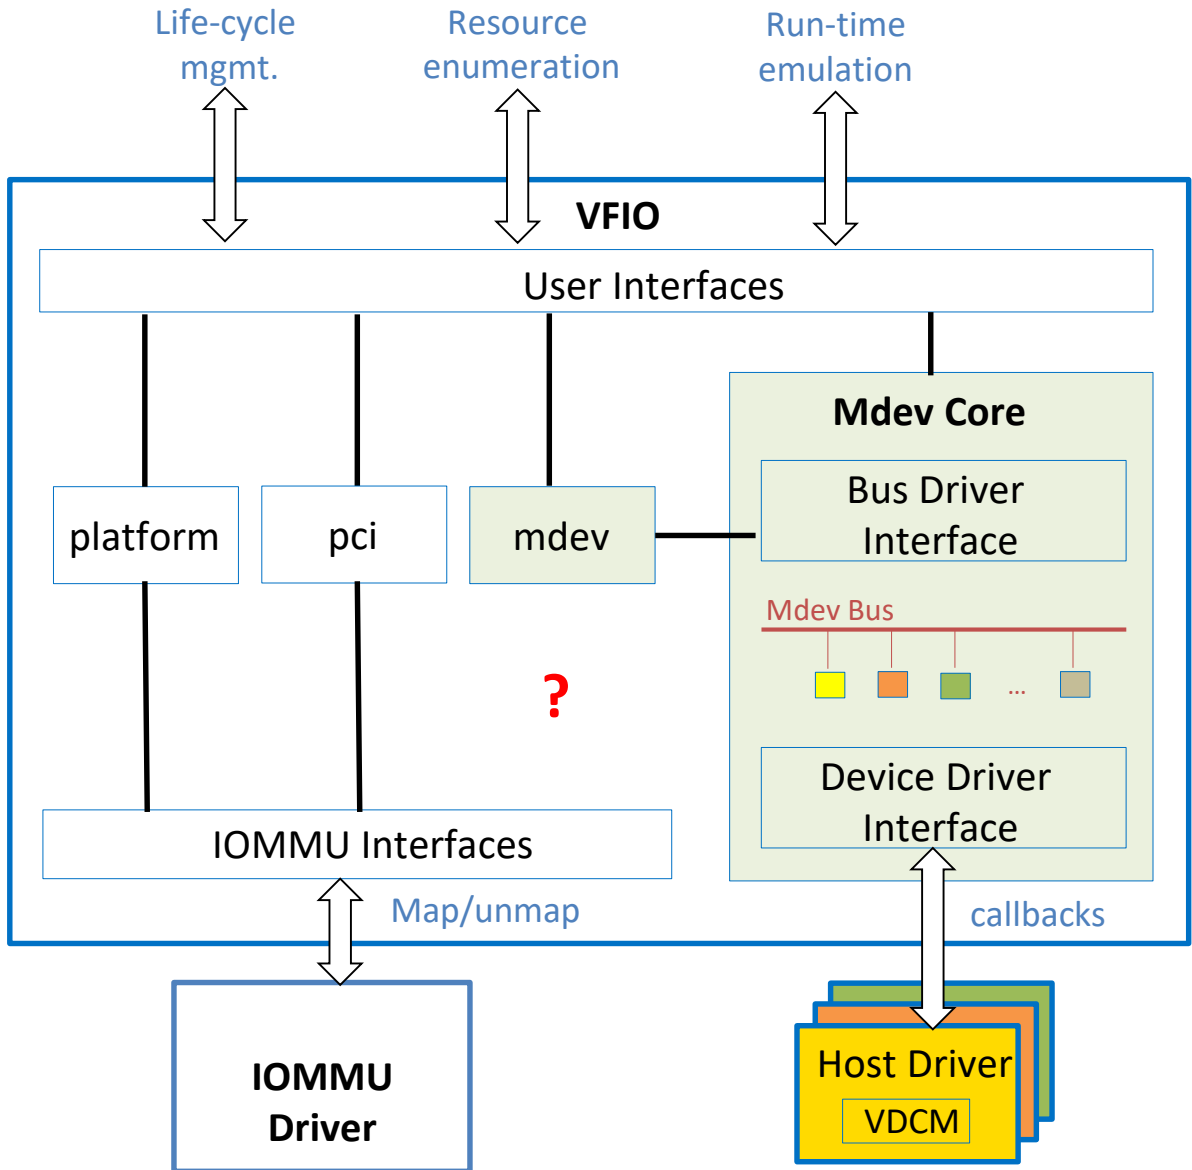 Life-cycle
mgmt.
Resource
enumeration
Run-time
emulation
VFIO
User Interfaces
Mdev Core
Bus Driver
Interface
platform
pci
mdev
Mdev Bus
...
?
Device Driver
Interface
IOMMU Interfaces
Map/unmap
callbacks
IOMMU
Driver
Host Driver
VDCM